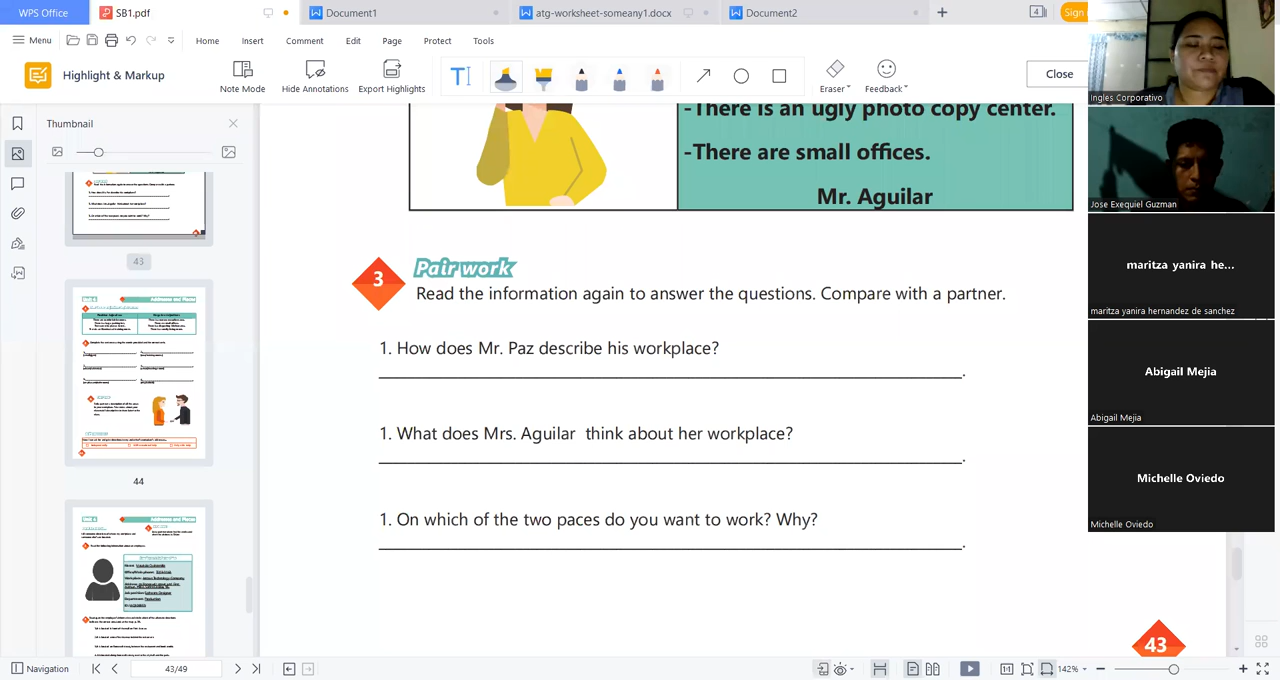 WPS Office
SB1.pdf
Document1
atg-worksheet-someany1.docx
Document2
4
Sign
Menu
Home
Insert
Comment
Edit
Page
Protect
Tools
Highlight & Markup
Note Mode
Hide Annotations
Export Highlights
Eraser
Feedback
Close
Ingles Corporativo
Thumbnail
43
44
-There is an ugly photo copy center.
-There are small offices.
Mr. Aguilar
3
Pair work
Read the information again to answer the questions. Compare with a partner.
1. How does Mr. Paz describe his workplace?
1. What does Mrs. Aguilar  think about her workplace?
1. On which of the two paces do you want to work? Why?
43
Jose Exequiel Guzman
maritza yanira he...
maritza yanira hernandez de sanchez
Abigail Mejia
Abigail Mejia
Michelle Oviedo
Michelle Oviedo
Navigation
43/49
142%